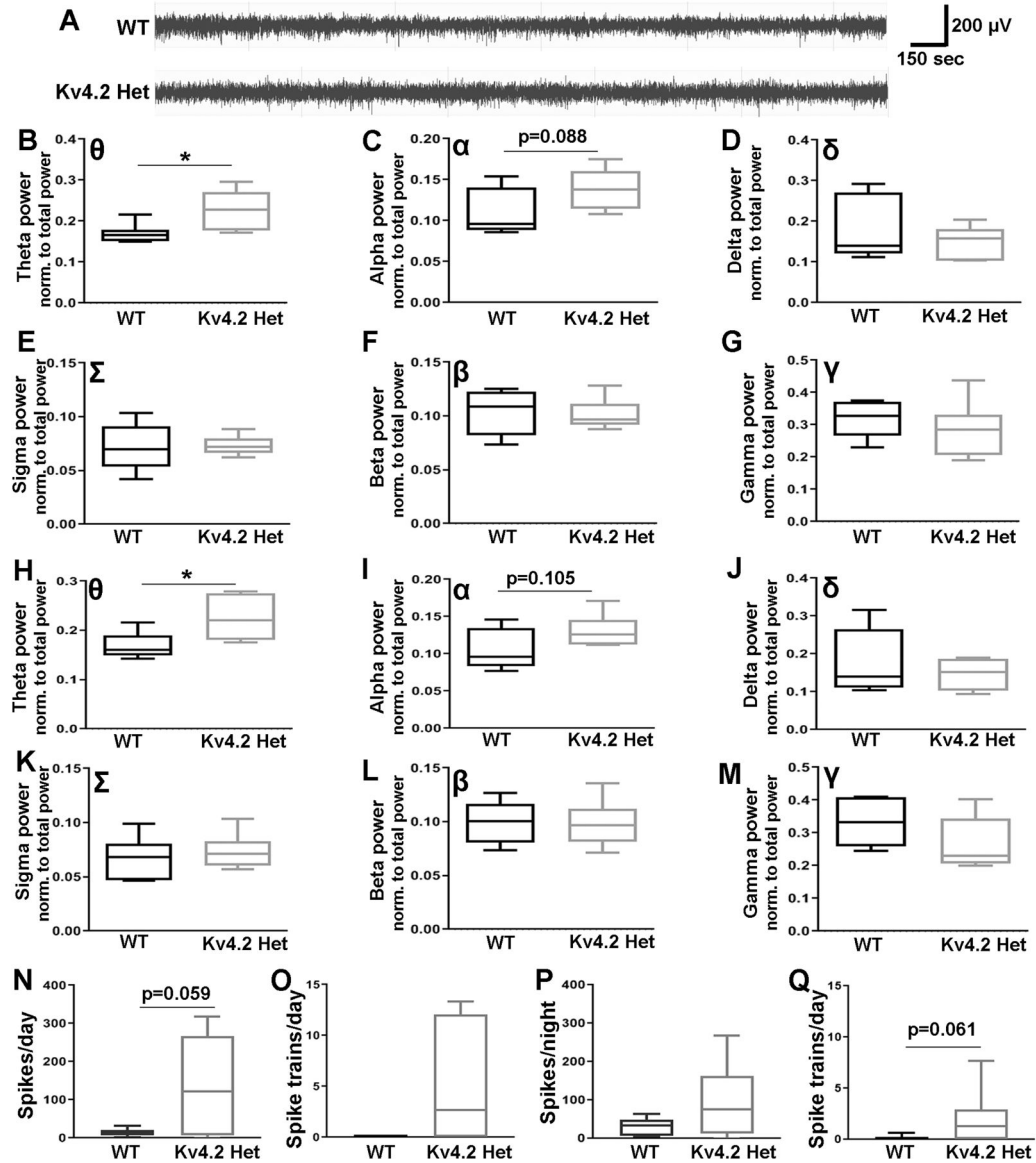 A
WT
Kv4.2 Het
200 µV
150 sec
B
θ
*
Theta power
norm. to total power
0.4
0.3
0.2
0.1
0.0
WT
Kv4.2 Het
C
α
p=0.088
Alpha power
norm. to total power
0.20
0.15
0.10
0.05
0.00
WT
Kv4.2 Het
D
δ
Delta power
norm. to total power
0.4
0.3
0.2
0.1
0.0
WT
Kv4.2 Het
E
Σ
Sigma power
norm. to total power
0.15
0.10
0.05
0.00
WT
Kv4.2 Het
F
β
Beta power
norm. to total power
0.15
0.10
0.05
0.00
WT
Kv4.2 Het
G
γ
Gamma power
norm. to total power
0.5
0.4
0.3
0.2
0.1
0.0
WT
Kv4.2 Het
H
θ
*
Theta power
norm. to total power
0.3
0.2
0.1
0.0
WT
Kv4.2 Het
I
α
p=0.105
Alpha power
norm. to total power
0.20
0.15
0.10
0.05
0.00
WT
Kv4.2 Het
J
δ
Delta power
norm. to total power
0.4
0.3
0.2
0.1
0.0
WT
Kv4.2 Het
K
Σ
Sigma power
norm. to total power
0.15
0.10
0.05
0.00
WT
Kv4.2 Het
L
β
Beta power
norm. to total power
0.15
0.10
0.05
0.00
WT
Kv4.2 Het
M
γ
Gamma power
norm. to total power
0.5
0.4
0.3
0.2
0.1
0.0
WT
Kv4.2 Het
N
p=0.059
Spikes/day
400
300
200
100
0
WT
Kv4.2 Het
O
Spike trains/day
15
10
5
0
WT
Kv4.2 Het
P
Spikes/night
400
300
200
100
0
WT
Kv4.2 Het
Q
p=0.061
Spike trains/day
15
10
5
0
WT
Kv4.2 Het